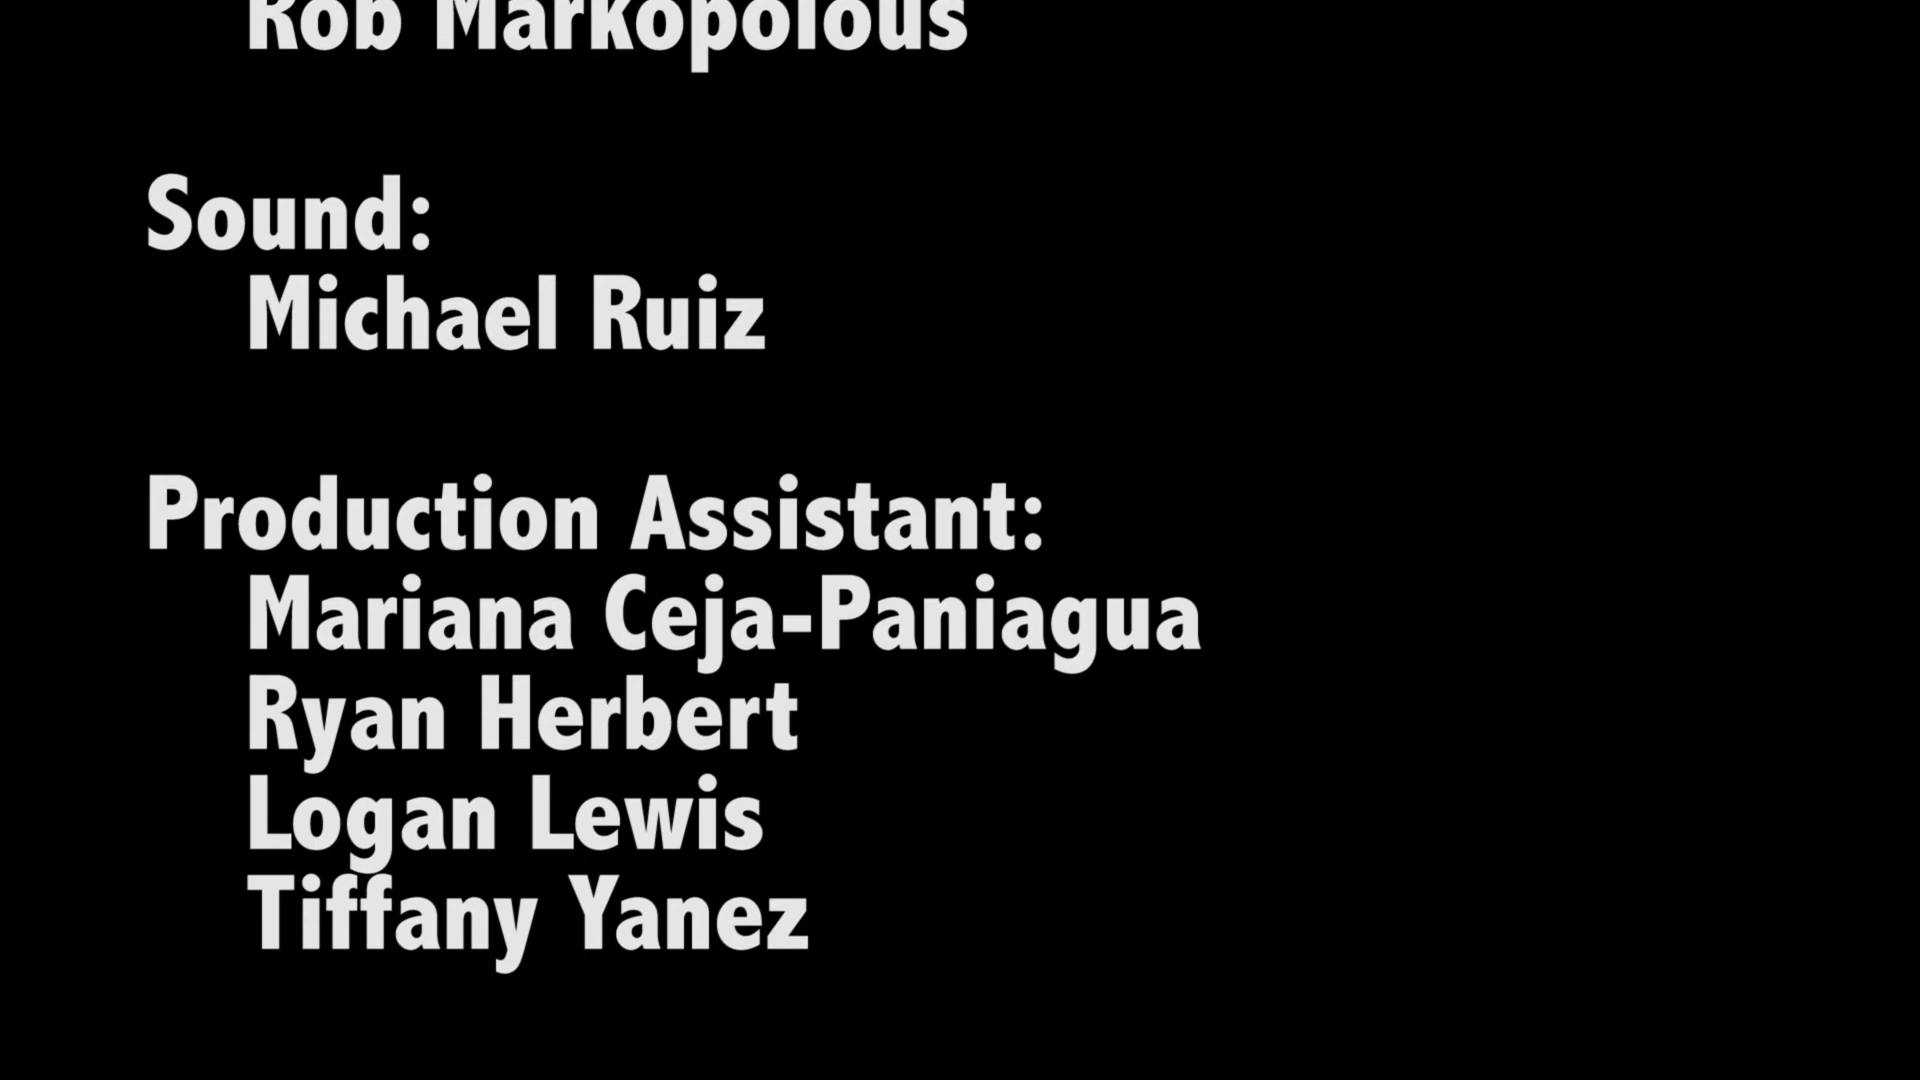 Rob Markopolous
Sound:
Michael Ruiz
Production Assistant:
Mariana Ceja-Paniagua
Ryan Herbert
Logan Lewis
Tiffany Yanez